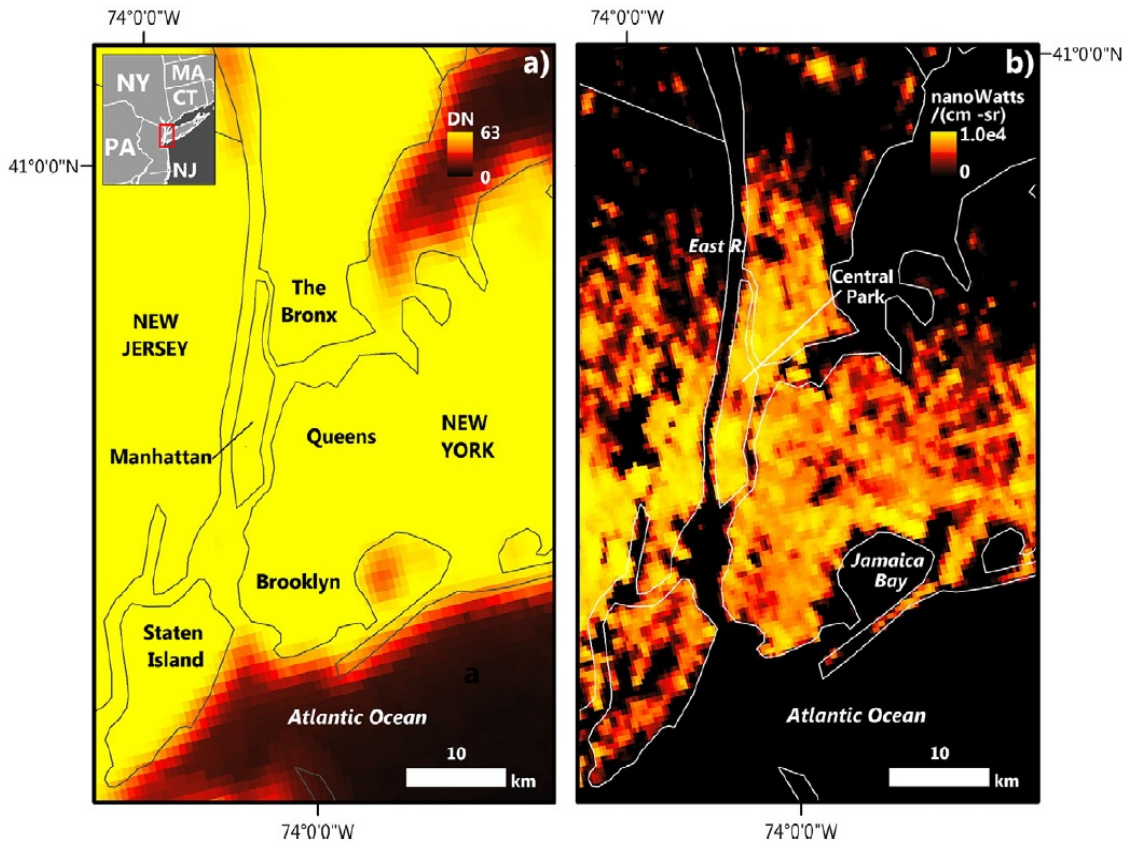 74°0'0"W
74°0'0"W
a)
b)
41°0'0"N
NY
MA
CT
PA
NJ
DN
63
0
nanoWatts
/(cm -sr)
1.0e4
0
41°0'0"N
East R.
Central
Park
The
Bronx
NEW
JERSEY
Queens
NEW
YORK
Manhattan
Brooklyn
Jamaica
Bay
Staten
Island
a
Atlantic Ocean
Atlantic Ocean
10
km
10
km
74°0'0"W
74°0'0"W